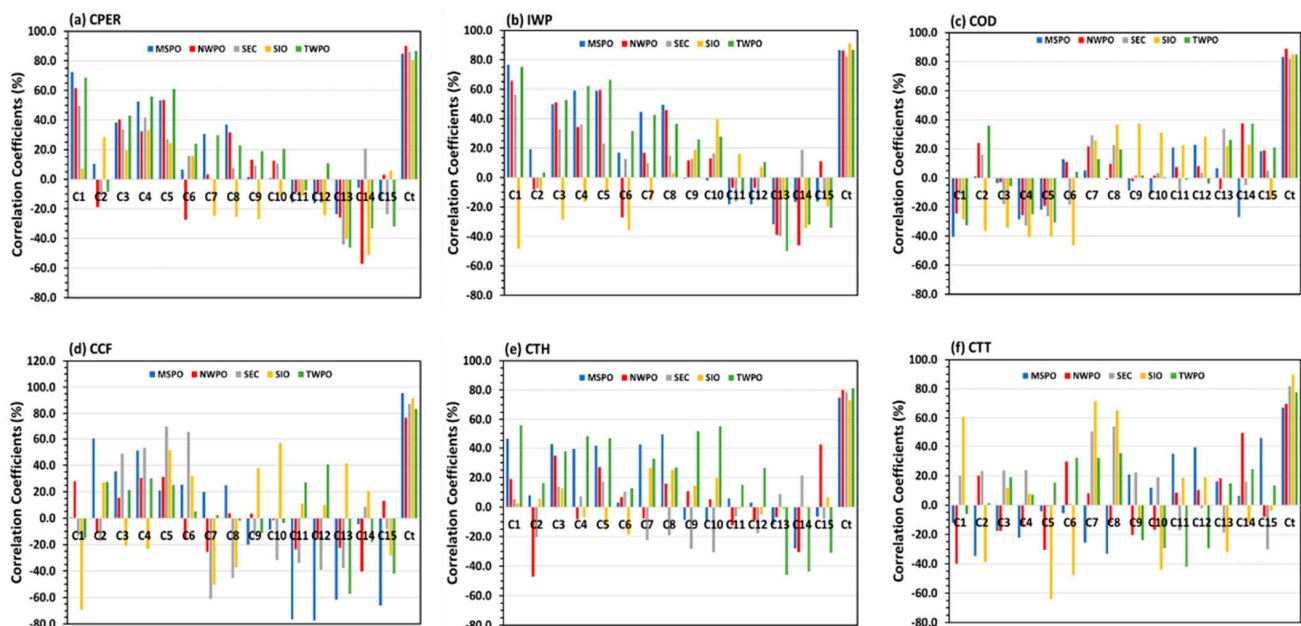 (a) CPER
100.0
80.0
60.0
40.0
20.0
0.0
-20.0
-40.0
-60.0
-80.0
Correlation Coefficients (%)
MSPO NWPO SEC SIO TWPO
C1 C2 C3 C4 C5 C6 C7 C8 C9 C10 C11 C12 C13 C14 C15 Ct
(b) IWP
100.0
80.0
60.0
40.0
20.0
0.0
-20.0
-40.0
-60.0
-80.0
Correlation Coefficients (%)
MSPO NWPO SEC SIO TWPO
C1 C2 C3 C4 C5 C6 C7 C8 C9 C10 C11 C12 C13 C14 C15 Ct
(c) COD
100.0
80.0
60.0
40.0
20.0
0.0
-20.0
-40.0
-60.0
-80.0
Correlation Coefficients (%)
MSPO NWPO SEC SIO TWPO
C1 C2 C3 C4 C5 C6 C7 C8 C9 C10 C11 C12 C13 C14 C15 Ct
(d) CCF
120.0
100.0
80.0
60.0
40.0
20.0
0.0
-20.0
-40.0
-60.0
-80.0
Correlation Coefficients (%)
MSPO NWPO SEC SIO TWPO
C1 C2 C3 C4 C5 C6 C7 C8 C9 C10 C11 C12 C13 C14 C15 Ct
(e) CTH
100.0
80.0
60.0
40.0
20.0
0.0
-20.0
-40.0
-60.0
-80.0
Correlation Coefficients (%)
MSPO NWPO SEC SIO TWPO
C1 C2 C3 C4 C5 C6 C7 C8 C9 C10 C11 C12 C13 C14 C15 Ct
(f) CTT
100.0
80.0
60.0
40.0
20.0
0.0
-20.0
-40.0
-60.0
-80.0
Correlation Coefficients (%)
MSPO NWPO SEC SIO TWPO
C1 C2 C3 C4 C5 C6 C7 C8 C9 C10 C11 C12 C13 C14 C15 Ct